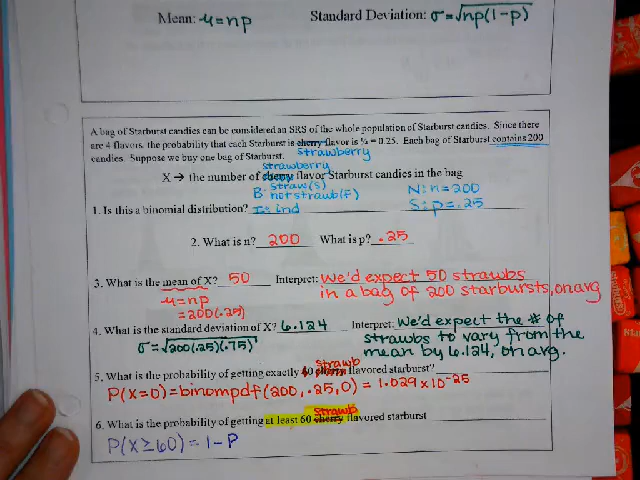 Mean: μ = np Standard Deviation: σ = √np(1-p)
A bag of Starburst candies can be considered an SRS of the whole population of Starburst candies. Since there
are 4 flavors, the probability that each Starburst is cherry flavor is ¼ = 0.25. Each bag of Starburst contains 200
strawberry
candies. Suppose we buy one bag of Starburst.
strawberry
X → the number of cherry flavor Starburst candies in the bag
B: straw(s) N: n = 200
not strawb(F)
1. Is this a binomial distribution? I: ind S: p = .25
2. What is n? 200 What is p? .25
3. What is the mean of X? 50 Interpret: We'd expect 50 strawbs
μ = np in a bag of 200 starbursts, on avg
= 200(.25)
4. What is the standard deviation of X? 6.124 Interpret: We'd expect the # of
σ = √200(.25)(.75) strawbs to vary from the
mean by 6.124, on avg.
strawb
5. What is the probability of getting exactly cherry flavored starburst?
P(X=0) = binompdf(200, .25, 0) = 1.029 × 10⁻²⁵
strawb
6. What is the probability of getting at least 60 cherry flavored starburst
P(X ≥ 60) = 1 - P